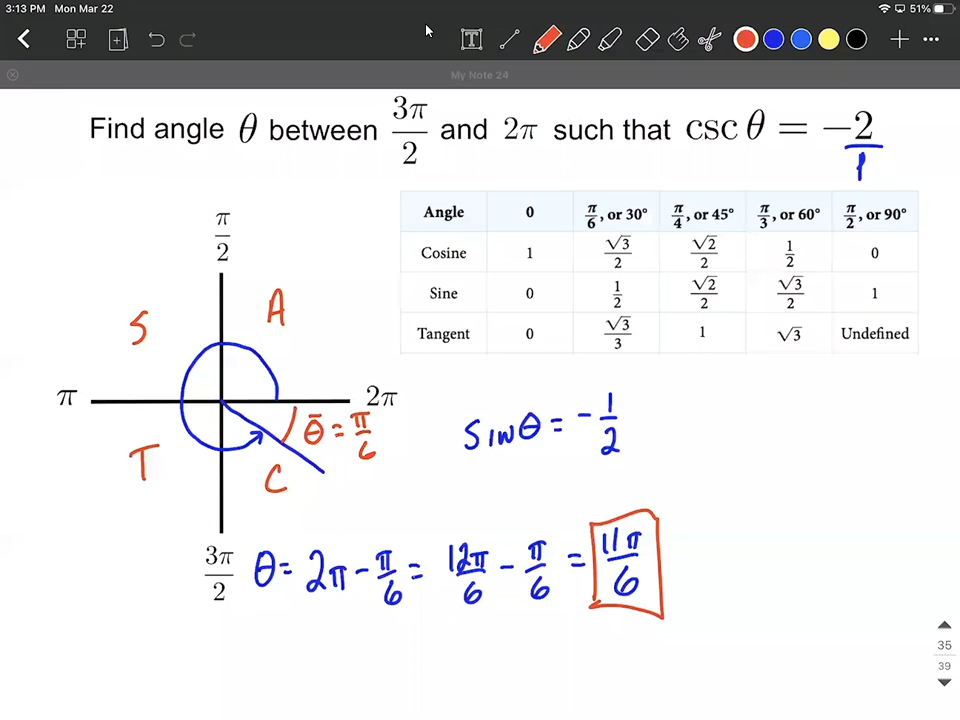 3:13 PM Mon Mar 22 51%
My Note 24
Find angle θ between 3π/2 and 2π such that csc θ = −2/1
Angle 0 π/6, or 30° π/4, or 45° π/3, or 60° π/2, or 90°
Cosine 1 √3/2 √2/2 1/2 0
Sine 0 1/2 √2/2 √3/2 1
Tangent 0 √3/3 1 √3 Undefined
π/2
S A
π 2π
θ̄ = π/6
T C
3π/2
sinθ = -1/2
θ = 2π - π/6 = 12π/6 - π/6 = 11π/6
35
39